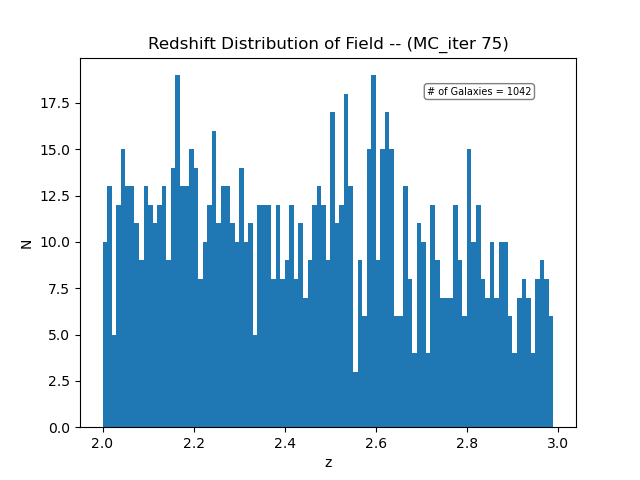 Redshift Distribution of Field -- (MC_iter 75)
# of Galaxies = 1042
17.5
15.0
12.5
10.0
7.5
5.0
2.5
0.0
N
2.0 2.2 2.4 2.6 2.8 3.0
z